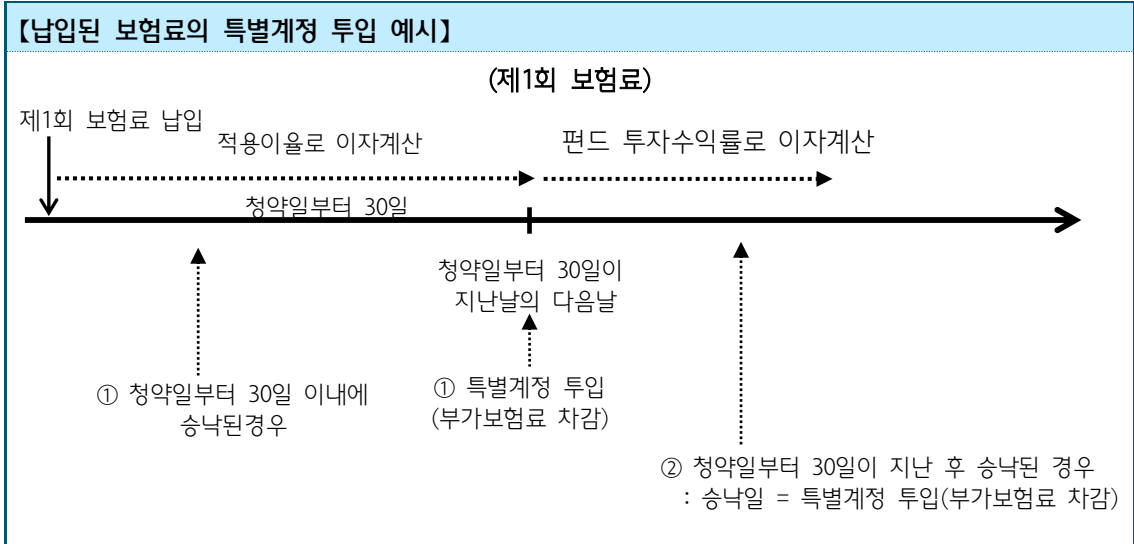 【납입된 보험료의 특별계정 투입 예시】
(제1회 보험료)
제1회 보험료 납입
적용이율로 이자계산
펀드 투자수익률로 이자계산
청약일부터 30일
청약일부터 30일이
지난날의 다음날
① 청약일부터 30일 이내에
승낙된경우
① 특별계정 투입
(부가보험료 차감)
② 청약일부터 30일이 지난 후 승낙된 경우
: 승낙일 = 특별계정 투입(부가보험료 차감)